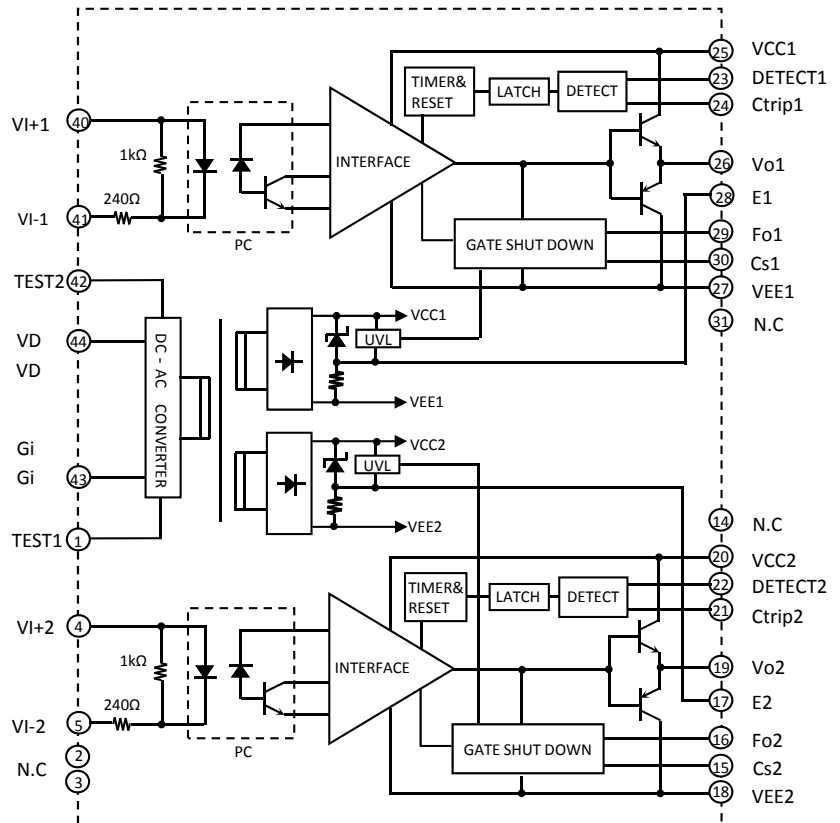 VI+1
40
1kΩ
240Ω
VI-1
41
PC
INTERFACE
TIMER&
RESET
LATCH
DETECT
GATE SHUT DOWN
25
VCC1
23
DETECT1
24
Ctrip1
26
Vo1
28
E1
29
Fo1
30
Cs1
27
VEE1
31
N.C
TEST2
42
VD
44
VD
Gi
Gi
43
TEST1
1
DC - AC CONVERTER
VCC1
UVL
VEE1
VCC2
UVL
VEE2
14
N.C
20
VCC2
22
DETECT2
21
Ctrip2
19
Vo2
17
E2
16
Fo2
15
Cs2
18
VEE2
TIMER&
RESET
LATCH
DETECT
INTERFACE
GATE SHUT DOWN
VI+2
4
1kΩ
240Ω
VI-2
5
PC
N.C
2
3